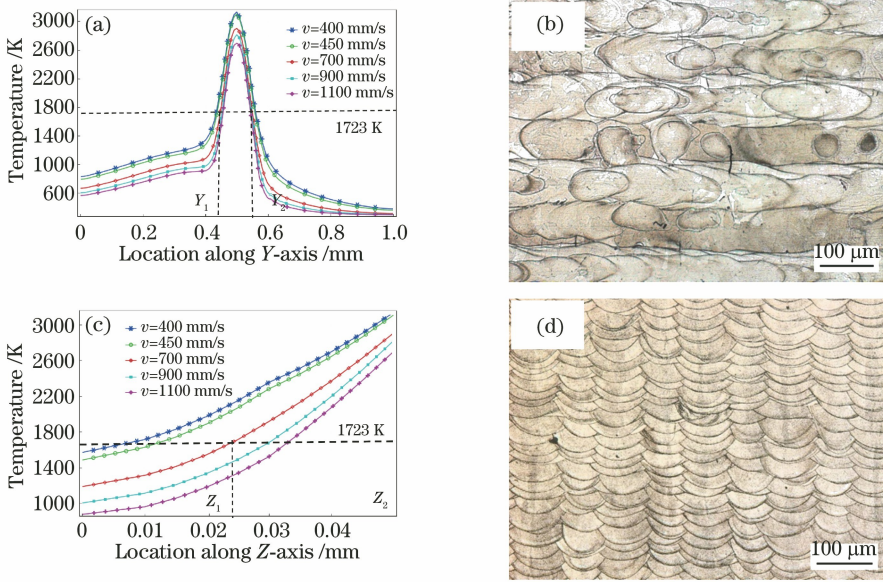 (a)
Temperature /K
3000
2600
2200
1800
1400
1000
600
v=400 mm/s
v=450 mm/s
v=700 mm/s
v=900 mm/s
v=1100 mm/s
1723 K
Y1
Y2
0 0.2 0.4 0.6 0.8 1.0
Location along Y-axis /mm
(b)
100 μm
(c)
Temperature /K
3000
2600
2200
1800
1400
1000
v=400 mm/s
v=450 mm/s
v=700 mm/s
v=900 mm/s
v=1100 mm/s
1723 K
Z1
Z2
0 0.01 0.02 0.03 0.04
Location along Z-axis /mm
(d)
100 μm